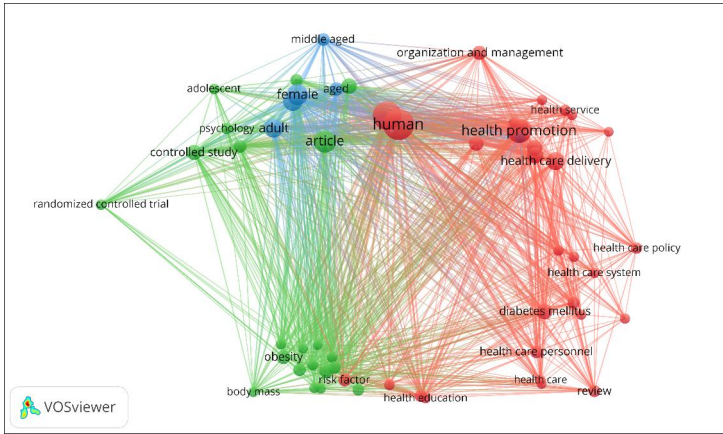 middle aged
organization and management
adolescent
female
aged
health service
psychology
adult
human
health promotion
article
controlled study
health care delivery
randomized controlled trial
health care policy
health care system
diabetes mellitus
obesity
health care personnel
risk factor
health care
body mass
health education
review
VOSviewer